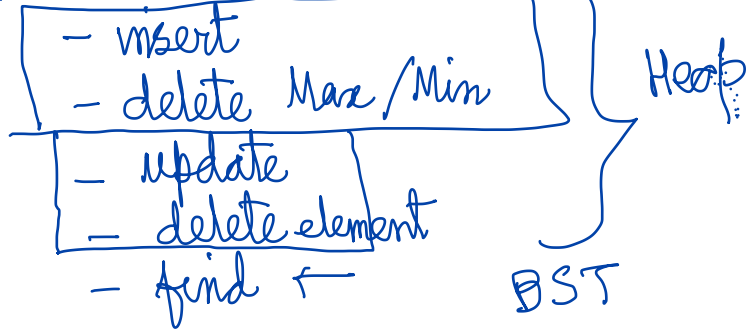 - insert
- delete Max/Min
Heap
- update
- delete element
- find ←
BST